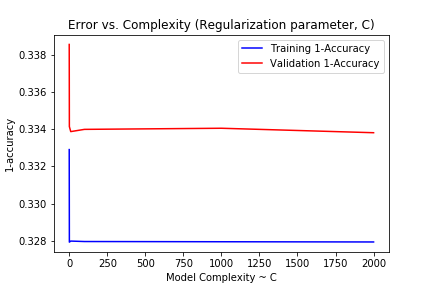 Error vs. Complexity (Regularization parameter, C)
Training 1-Accuracy
Validation 1-Accuracy
0.338
0.336
0.334
0.332
0.330
0.328
1-accuracy
0 250 500 750 1000 1250 1500 1750 2000
Model Complexity ~ C